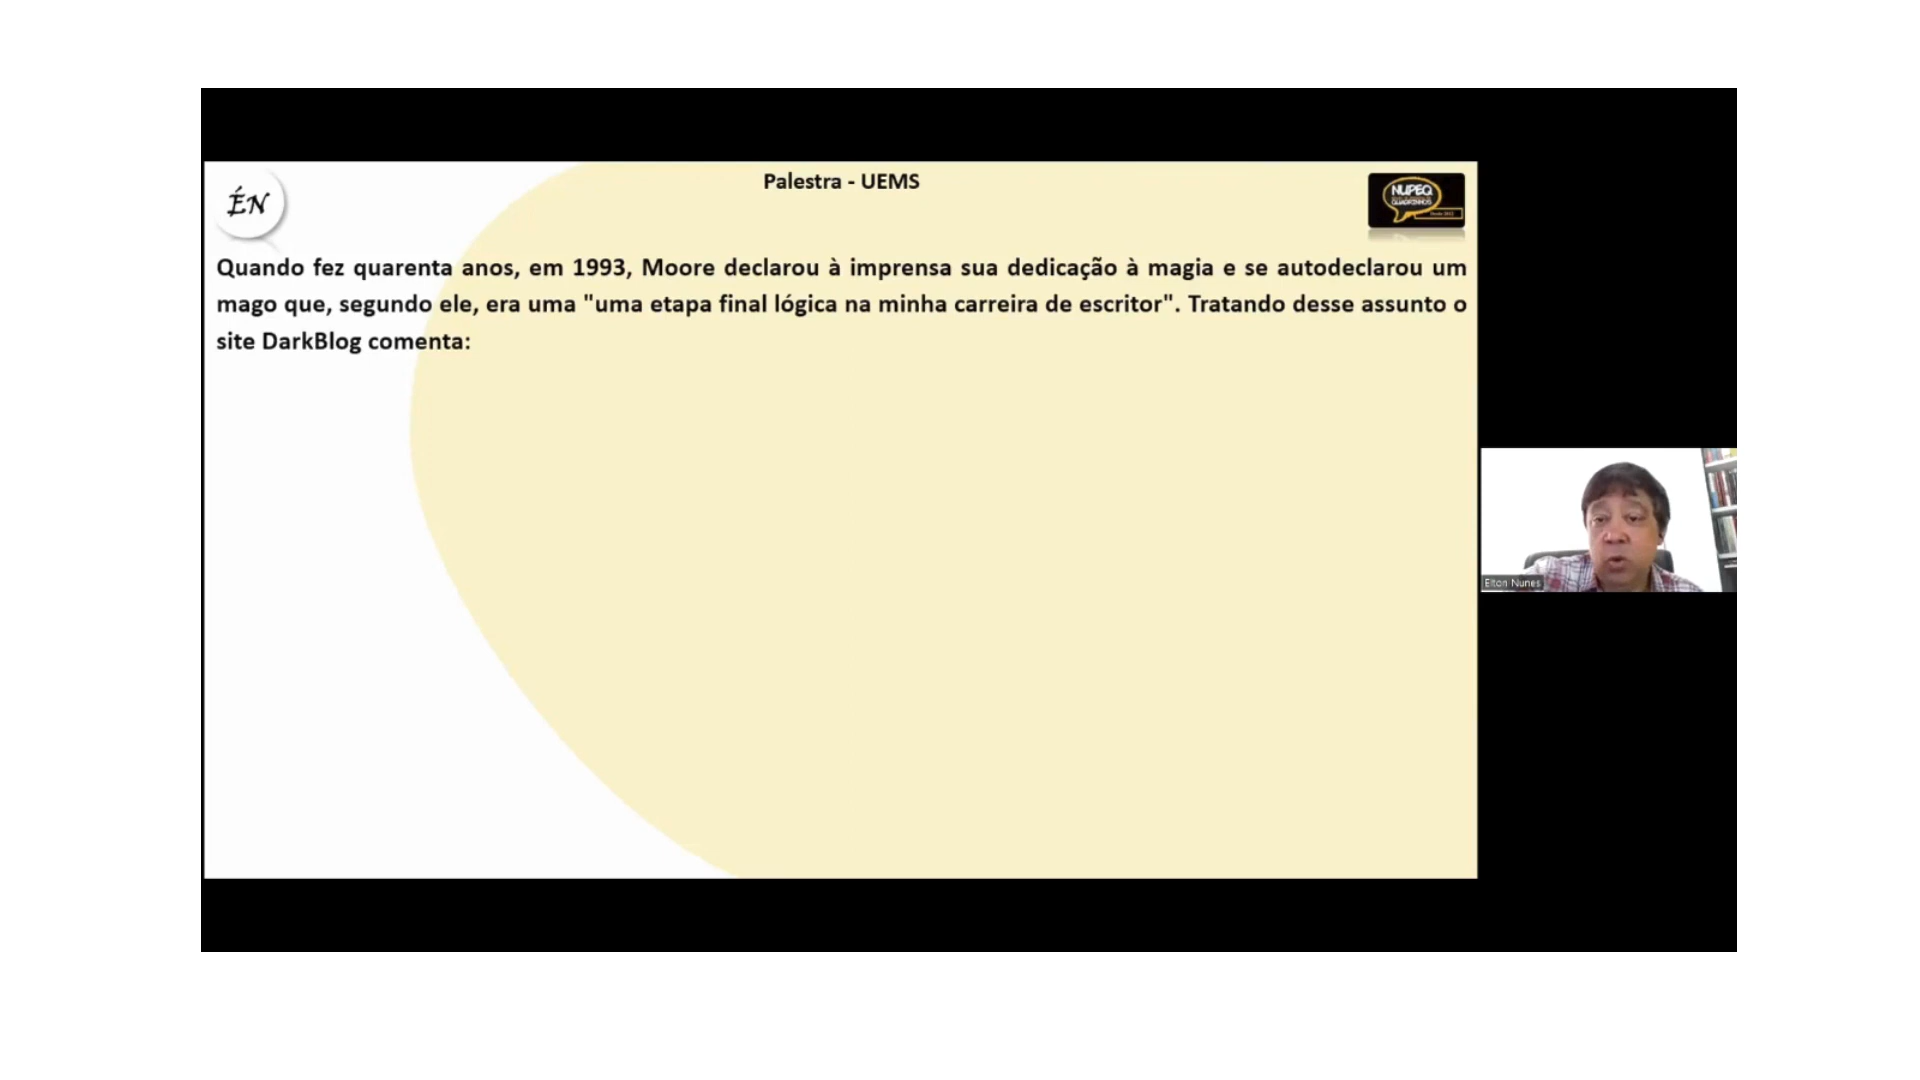 Palestra - UEMS
ÉN
NUPEQ
QUADRINHOS
Quando fez quarenta anos, em 1993, Moore declarou à imprensa sua dedicação à magia e se autodeclarou um
mago que, segundo ele, era uma "uma etapa final lógica na minha carreira de escritor". Tratando desse assunto o
site DarkBlog comenta:
Elton Nunes